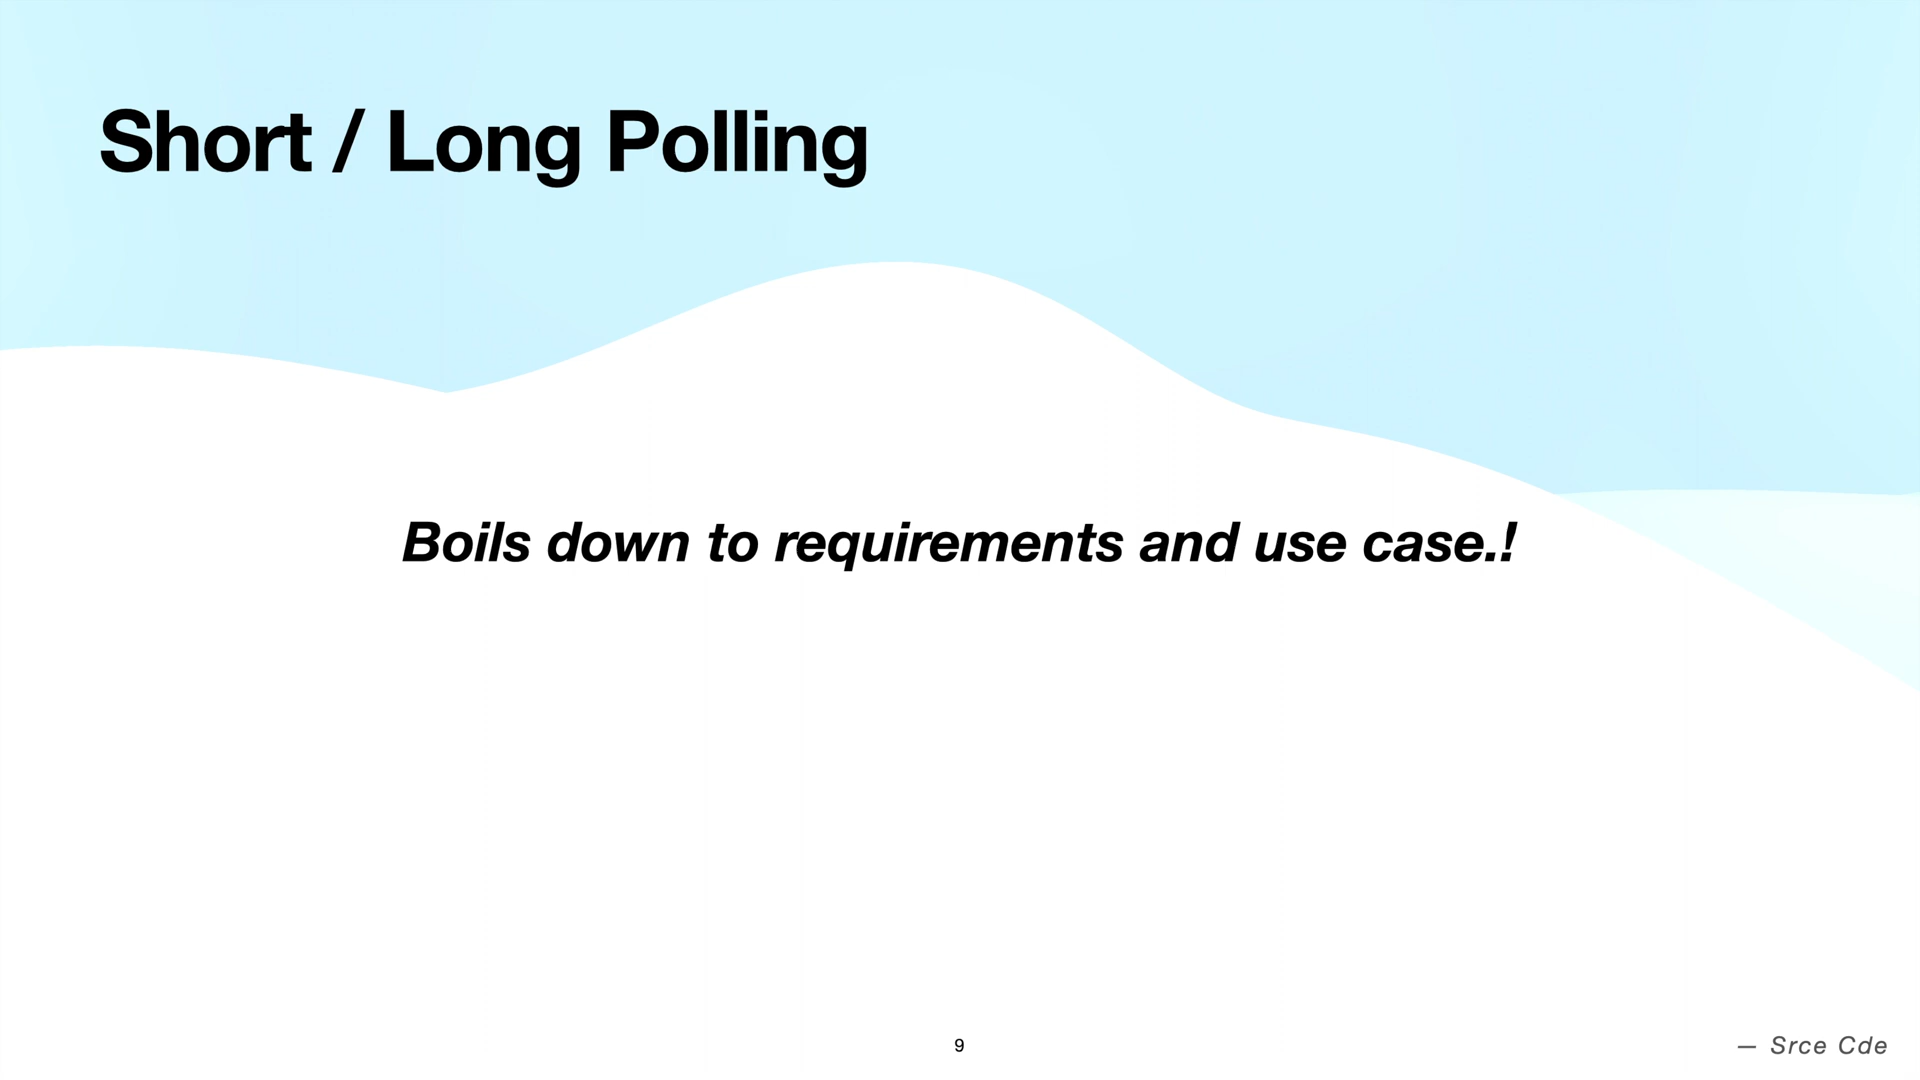 Short / Long Polling
Boils down to requirements and use case.!
9
— Srce Cde